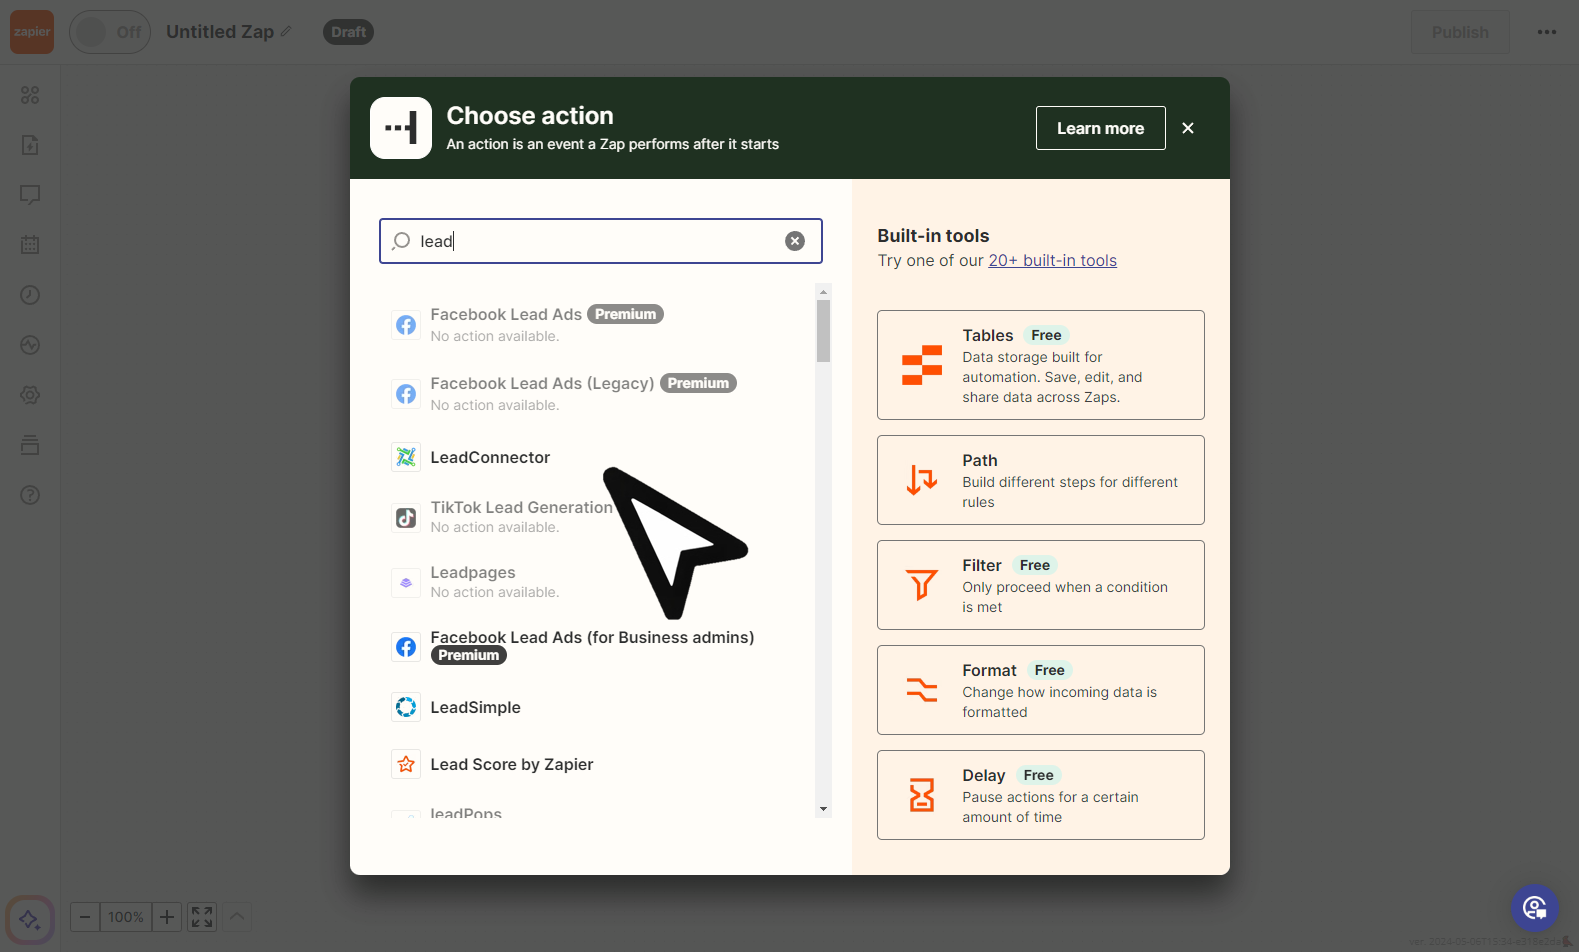 zapier
Off
Untitled Zap
Draft
Publish
Choose action
An action is an event a Zap performs after it starts
Learn more
lead
Facebook Lead Ads Premium
No action available.
Facebook Lead Ads (Legacy) Premium
No action available.
LeadConnector
TikTok Lead Generation
No action available.
Leadpages
No action available.
Facebook Lead Ads (for Business admins)
Premium
LeadSimple
Lead Score by Zapier
leadPops
Built-in tools
Try one of our 20+ built-in tools
Tables Free
Data storage built for
automation. Save, edit, and
share data across Zaps.
Path
Build different steps for different
rules
Filter Free
Only proceed when a condition
is met
Format Free
Change how incoming data is
formatted
Delay Free
Pause actions for a certain
amount of time
100%